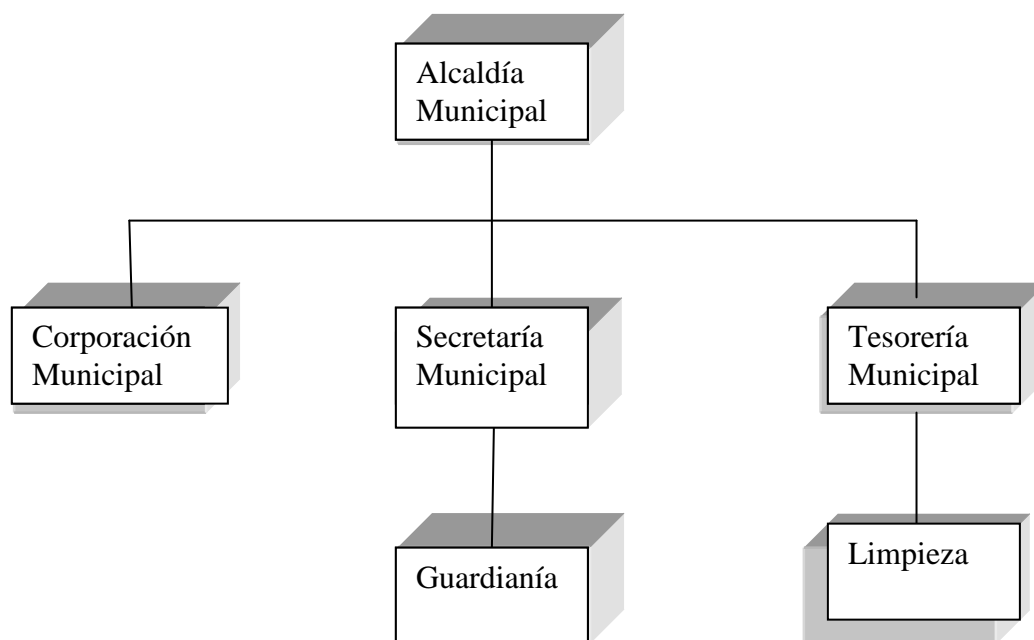 Alcaldía
Municipal
Corporación
Municipal
Secretaría
Municipal
Tesorería
Municipal
Guardianía
Limpieza